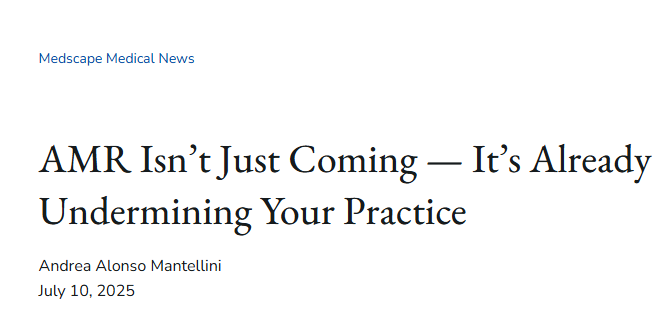 Medscape Medical News
AMR Isn’t Just Coming — It’s Already
Undermining Your Practice
Andrea Alonso Mantellini
July 10, 2025